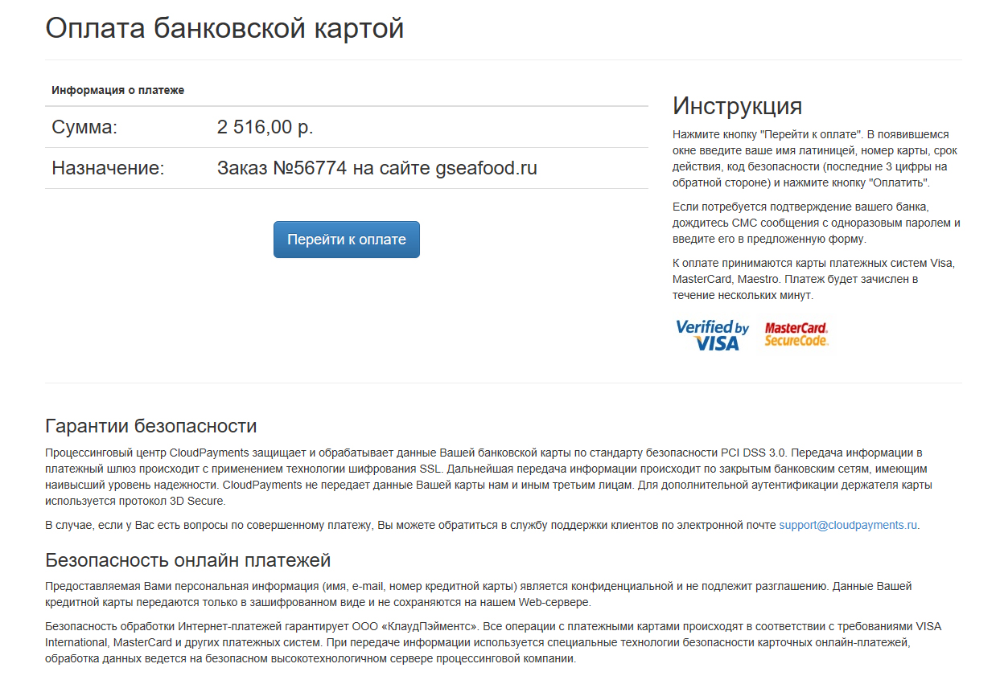 Оплата банковской картой
Информация о платеже
Сумма: 2 516,00 р.
Назначение: Заказ №56774 на сайте gseafood.ru
Перейти к оплате
Инструкция
Нажмите кнопку "Перейти к оплате". В появившемся
окне введите ваше имя латиницей, номер карты, срок
действия, код безопасности (последние 3 цифры на
обратной стороне) и нажмите кнопку "Оплатить".
Если потребуется подтверждение вашего банка,
дождитесь СМС сообщения с одноразовым паролем и
введите его в предложенную форму.
К оплате принимаются карты платежных систем Visa,
MasterCard, Maestro. Платеж будет зачислен в
течение нескольких минут.
Verified by
VISA
MasterCard.
SecureCode.
Гарантии безопасности
Процессинговый центр CloudPayments защищает и обрабатывает данные Вашей банковской карты по стандарту безопасности PCI DSS 3.0. Передача информации в
платежный шлюз происходит с применением технологии шифрования SSL. Дальнейшая передача информации происходит по закрытым банковским сетям, имеющим
наивысший уровень надежности. CloudPayments не передает данные Вашей карты нам и иным третьим лицам. Для дополнительной аутентификации держателя карты
используется протокол 3D Secure.
В случае, если у Вас есть вопросы по совершенному платежу, Вы можете обратиться в службу поддержки клиентов по электронной почте support@cloudpayments.ru.
Безопасность онлайн платежей
Предоставляемая Вами персональная информация (имя, e-mail, номер кредитной карты) является конфиденциальной и не подлежит разглашению. Данные Вашей
кредитной карты передаются только в зашифрованном виде и не сохраняются на нашем Web-сервере.
Безопасность обработки Интернет-платежей гарантирует ООО «КлаудПэйментс». Все операции с платежными картами происходят в соответствии с требованиями VISA
International, MasterCard и других платежных систем. При передаче информации используется специальные технологии безопасности карточных онлайн-платежей,
обработка данных ведется на безопасном высокотехнологичном сервере процессинговой компании.